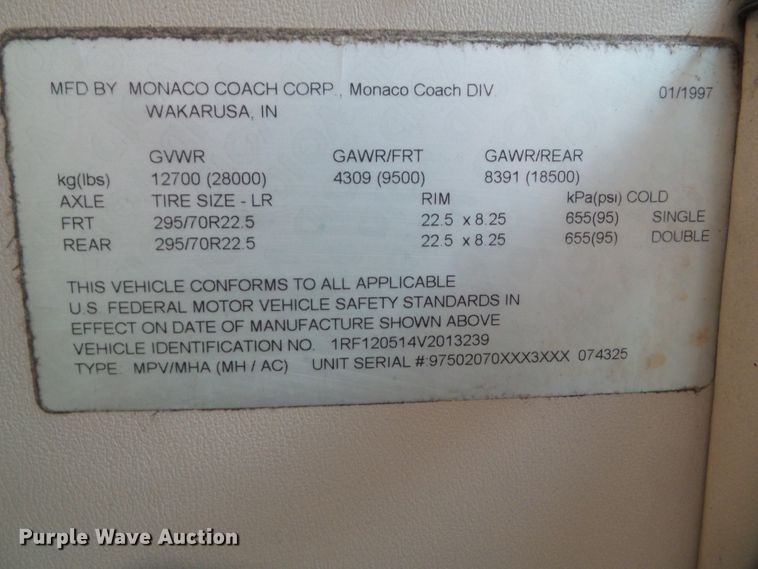 MFD BY MONACO COACH CORP., Monaco Coach DIV. 01/1997
WAKARUSA, IN
GVWR GAWR/FRT GAWR/REAR
kg(lbs) 12700 (28000) 4309 (9500) 8391 (18500)
AXLE TIRE SIZE - LR RIM kPa(psi) COLD
FRT 295/70R22.5 22.5 x 8.25 655(95) SINGLE
REAR 295/70R22.5 22.5 x 8.25 655(95) DOUBLE
THIS VEHICLE CONFORMS TO ALL APPLICABLE
U.S. FEDERAL MOTOR VEHICLE SAFETY STANDARDS IN
EFFECT ON DATE OF MANUFACTURE SHOWN ABOVE
VEHICLE IDENTIFICATION NO. 1RF120514V2013239
TYPE: MPV/MHA (MH / AC) UNIT SERIAL #:97502070XXX3XXX 074325
Purple Wave Auction